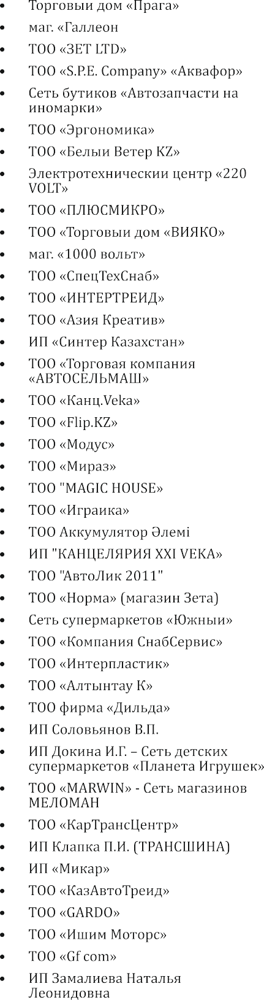 • Торговыи дом «Прага»
• маг. «Галлеон
• ТОО «ЗЕТ LTD»
• ТОО «S.P.E. Company» «Аквафор»
• Сеть бутиков «Автозапчасти на
иномарки»
• ТОО «Эргономика»
• ТОО «Белыи Ветер KZ»
• Электротехническии центр «220
VOLT»
• ТОО «ПЛЮСМИКРО»
• ТОО «Торговыи дом «ВИЯКО»
• маг. «1000 вольт»
• ТОО «СпецТехСнаб»
• ТОО «ИНТЕРТРЕИД»
• ТОО «Азия Креатив»
• ИП «Синтер Казахстан»
• ТОО «Торговая компания
«АВТОСЕЛЬМАШ»
• ТОО «Канц.Veka»
• ТОО «Flip.KZ»
• ТОО «Модус»
• ТОО «Мираз»
• ТОО "MAGIC HOUSE»
• ТОО «Играика»
• ТОО Аккумулятор Әлемі
• ИП "КАНЦЕЛЯРИЯ XXI VEKA»
• ТОО "АвтоЛик 2011"
• ТОО «Норма» (магазин Зета)
• Сеть супермаркетов «Южныи»
• ТОО «Компания СнабСервис»
• ТОО «Интерпластик»
• ТОО «Алтынтау К»
• ТОО фирма «Дильда»
• ИП Соловьянов В.П.
• ИП Докина И.Г. – Сеть детских
супермаркетов «Планета Игрушек»
• ТОО «MARWIN» - Сеть магазинов
МЕЛОМАН
• ТОО «КарТрансЦентр»
• ИП Клапка П.И. (ТРАНСШИНА)
• ИП «Микар»
• ТОО «КазАвтоТреид»
• ТОО «GARDO»
• ТОО «Ишим Моторс»
• ТОО «Gf com»
• ИП Замалиева Наталья
Леонидовна